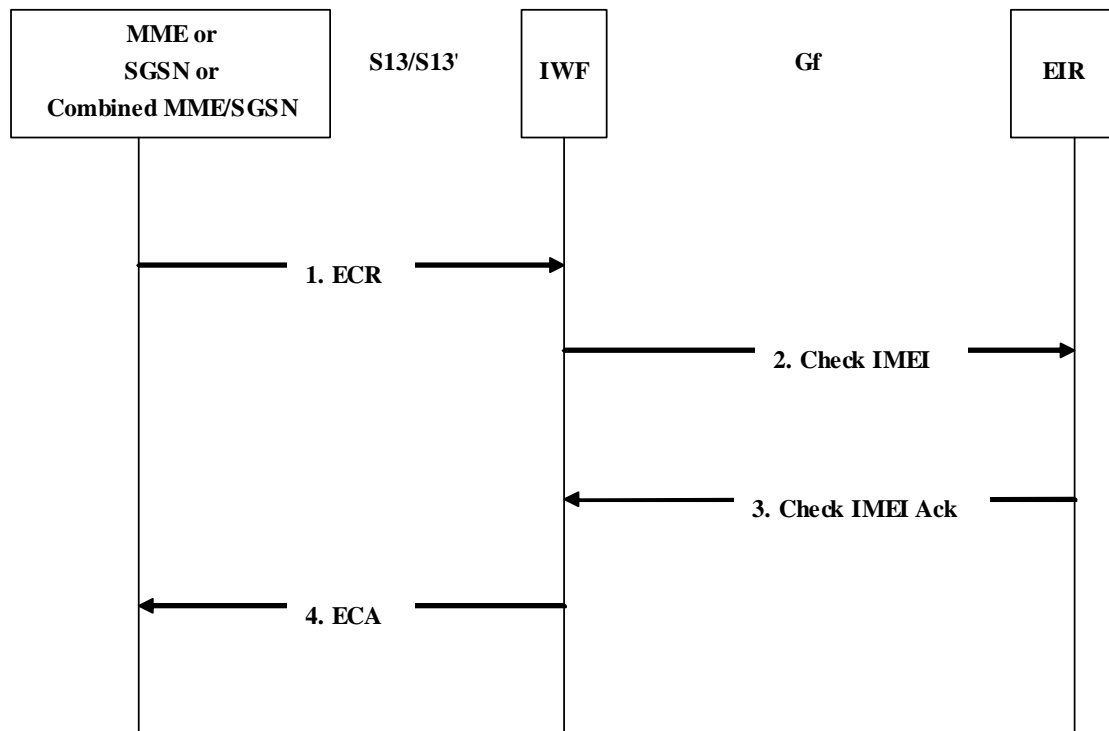 MME or
SGSN or
Combined MME/SGSN
S13/S13'
IWF
Gf
EIR
1. ECR
2. Check IMEI
3. Check IMEI Ack
4. ECA